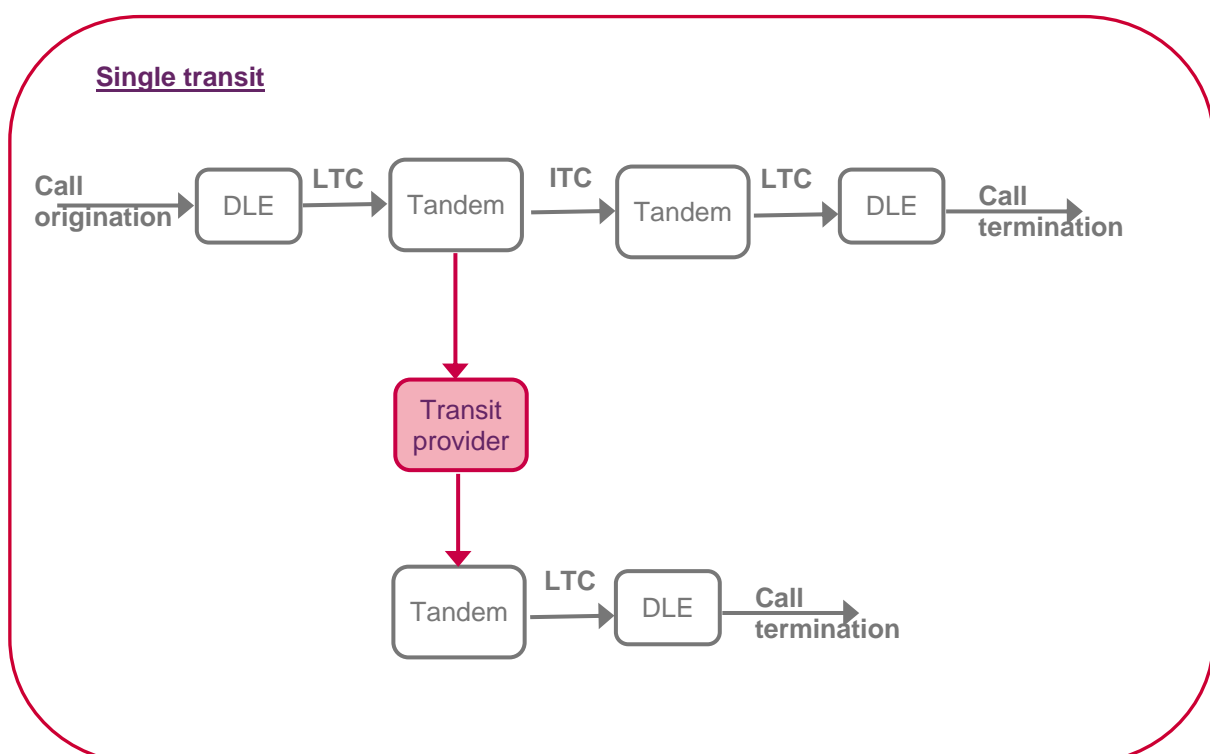 Single transit
Call
origination
DLE
LTC
Tandem
ITC
Tandem
LTC
DLE
Call
termination
Transit
provider
Tandem
LTC
DLE
Call
termination